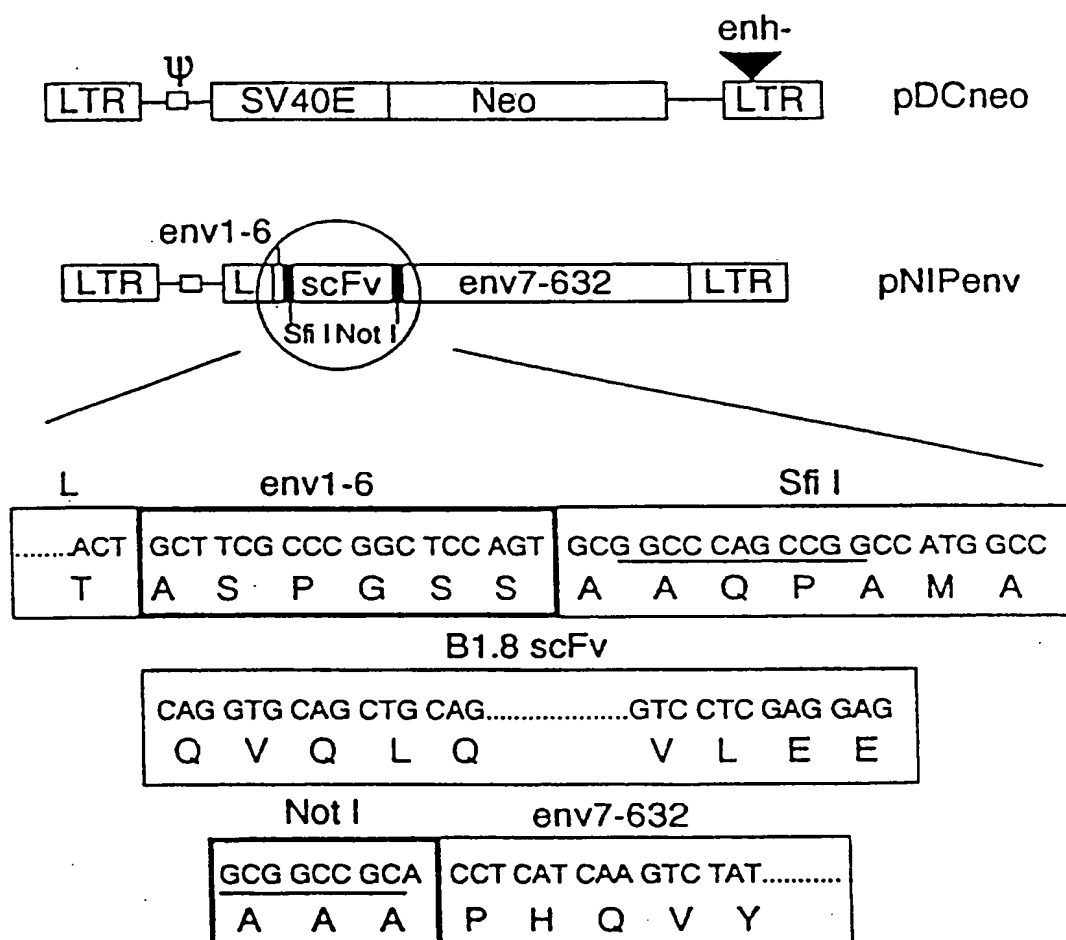 enh-
Ψ
LTR SV40E Neo LTR pDCneo
env1-6
LTR L scFv env7-632 LTR pNIPenv
Sfi I Not I
L env1-6 Sfi I
........ACT GCT TCG CCC GGC TCC AGT GCG GCC CAG CCG GCC ATG GCC
T A S P G S S A A Q P A M A
B1.8 scFv
CAG GTG CAG CTG CAG....................GTC CTC GAG GAG
Q V Q L Q V L E E
Not I env7-632
GCG GCC GCA CCT CAT CAA GTC TAT...........
A A A P H Q V Y